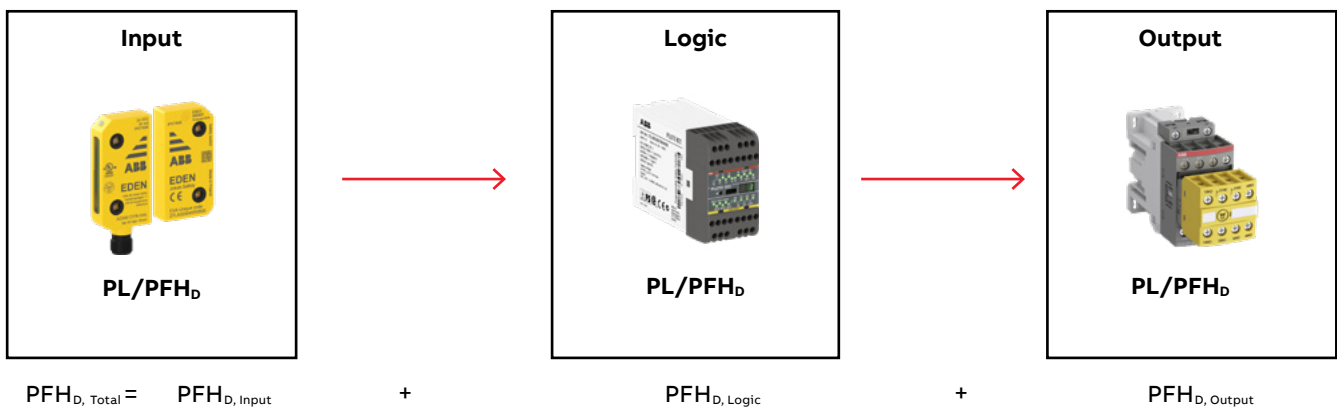 Input
Logic
Output
ABB
EDEN
ABB
EDEN
ABB
PL/PFHD
PL/PFHD
PL/PFHD
PFHD, Total = PFHD, Input + PFHD, Logic + PFHD, Output